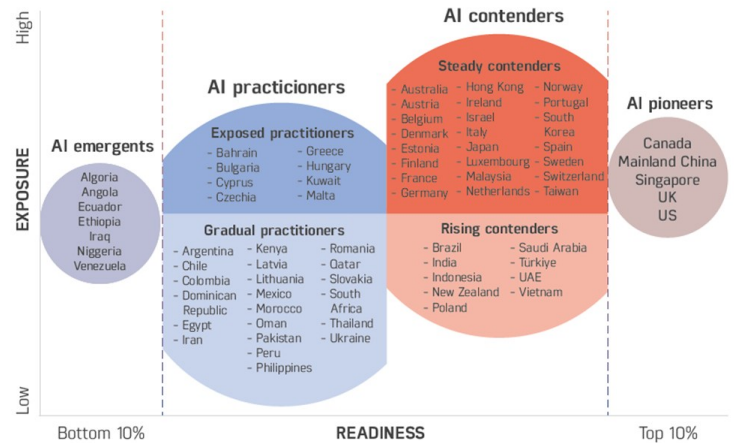 High
EXPOSURE
Low
AI emergents
Algoria
Angola
Ecuador
Ethiopia
Iraq
Niggeria
Venezuela
AI practicioners
Exposed practitioners
- Bahrain
- Bulgaria
- Cyprus
- Czechia
- Greece
- Hungary
- Kuwait
- Malta
Gradual practitioners
- Argentina
- Chile
- Colombia
- Dominican
Republic
- Egypt
- Iran
- Kenya
- Latvia
- Lithuania
- Mexico
- Morocco
- Oman
- Pakistan
- Peru
- Philippines
- Romania
- Qatar
- Slovakia
- South
Africa
- Thailand
- Ukraine
AI contenders
Steady contenders
- Australia
- Austria
- Belgium
- Denmark
- Estonia
- Finland
- France
- Germany
- Hong Kong
- Ireland
- Israel
- Italy
- Japan
- Luxembourg
- Malaysia
- Netherlands
- Norway
- Portugal
- South
Korea
- Spain
- Sweden
- Switzerland
- Taiwan
Rising contenders
- Brazil
- India
- Indonesia
- New Zealand
- Poland
- Saudi Arabia
- Türkiye
- UAE
- Vietnam
AI pioneers
Canada
Mainland China
Singapore
UK
US
Bottom 10%
READINESS
Top 10%